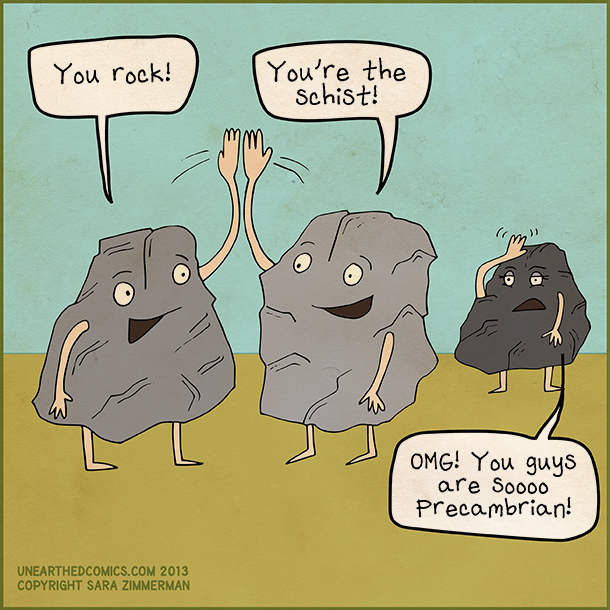 You rock!
You're the
schist!
OMG! You guys
are soooo
Precambrian!
UNEARTHEDCOMICS.COM 2013
COPYRIGHT SARA ZIMMERMAN